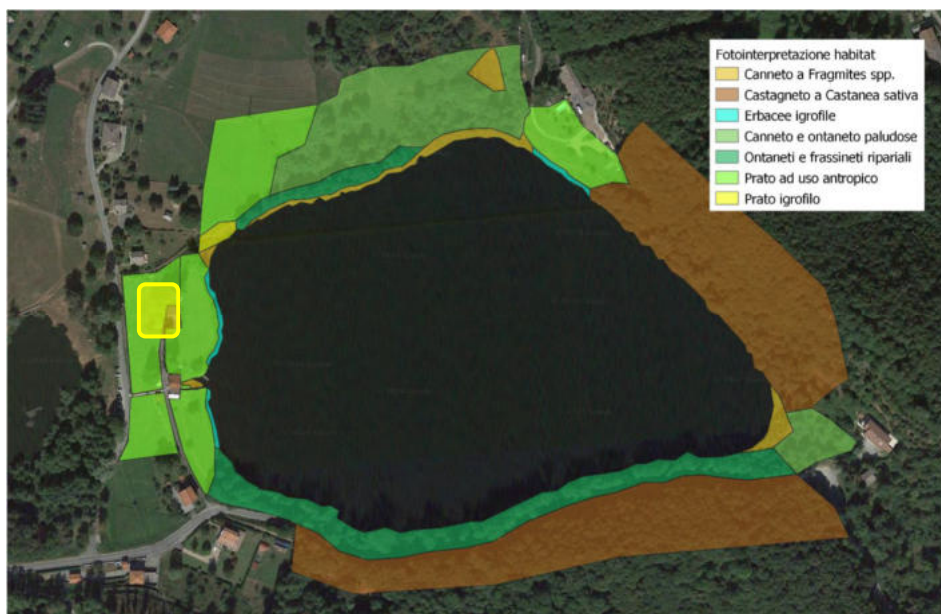 Fotointerpretazione habitat
Canneto a Fragmites spp.
Castagneto a Castanea sativa
Erbacee igrofile
Canneto e ontaneto paludose
Ontaneti e frassineti ripariali
Prato ad uso antropico
Prato igrofilo